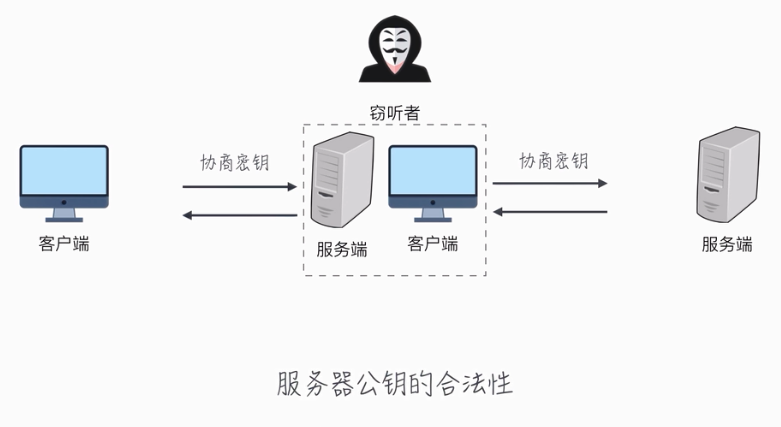 窃听者
协商密钥
协商密钥
客户端
服务端
客户端
服务端
服务器公钥的合法性